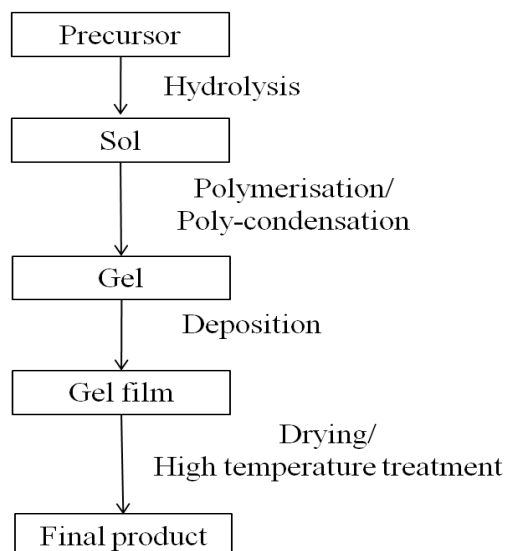 Precursor
Hydrolysis
Sol
Polymerisation/
Poly-condensation
Gel
Deposition
Gel film
Drying/
High temperature treatment
Final product